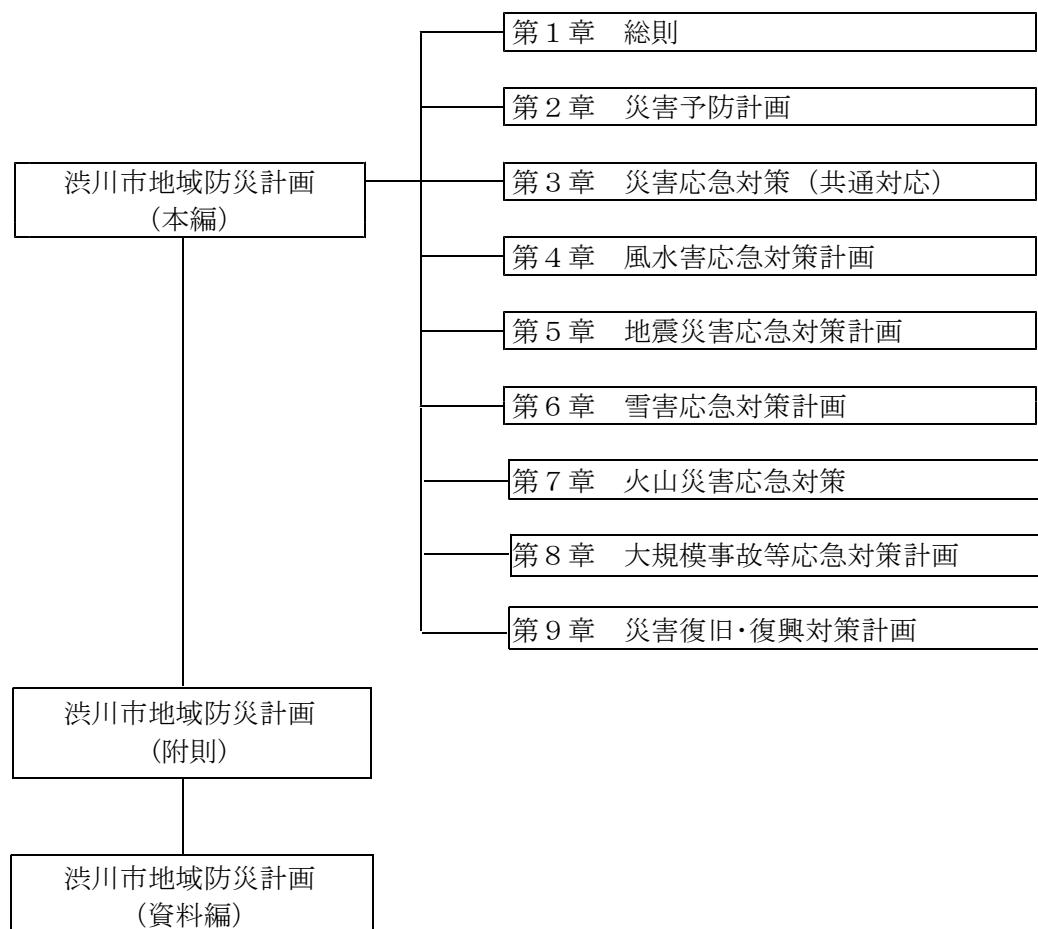 第１章　総則
第２章　災害予防計画
渋川市地域防災計画
（本編）
第３章　災害応急対策（共通対応）
第４章　風水害応急対策計画
第５章　地震災害応急対策計画
第６章　雪害応急対策計画
第７章　火山災害応急対策
第８章　大規模事故等応急対策計画
第９章　災害復旧･復興対策計画
渋川市地域防災計画
（附則）
渋川市地域防災計画
（資料編）